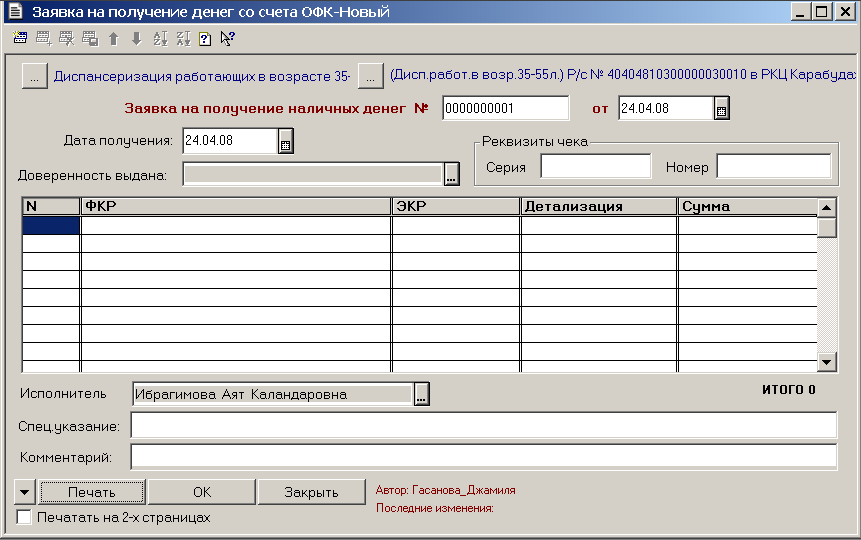 Заявка на получение денег со счета ОФК-Новый
... Диспансеризация работающих в возрасте 35- ... (Дисп.работ.в возр.35-55л.) Р/с № 40404810300000030010 в РКЦ Карабудах
Заявка на получение наличных денег № 0000000001 от 24.04.08
Дата получения: 24.04.08
Реквизиты чека
Серия Номер
Доверенность выдана: ...
N ФКР ЭКР Детализация Сумма
Исполнитель Ибрагимова Аят Каландаровна ... ИТОГО 0
Спец.указание:
Комментарий:
Печать OK Закрыть Автор: Гасанова_Джамиля
Последние изменения:
Печатать на 2-х страницах